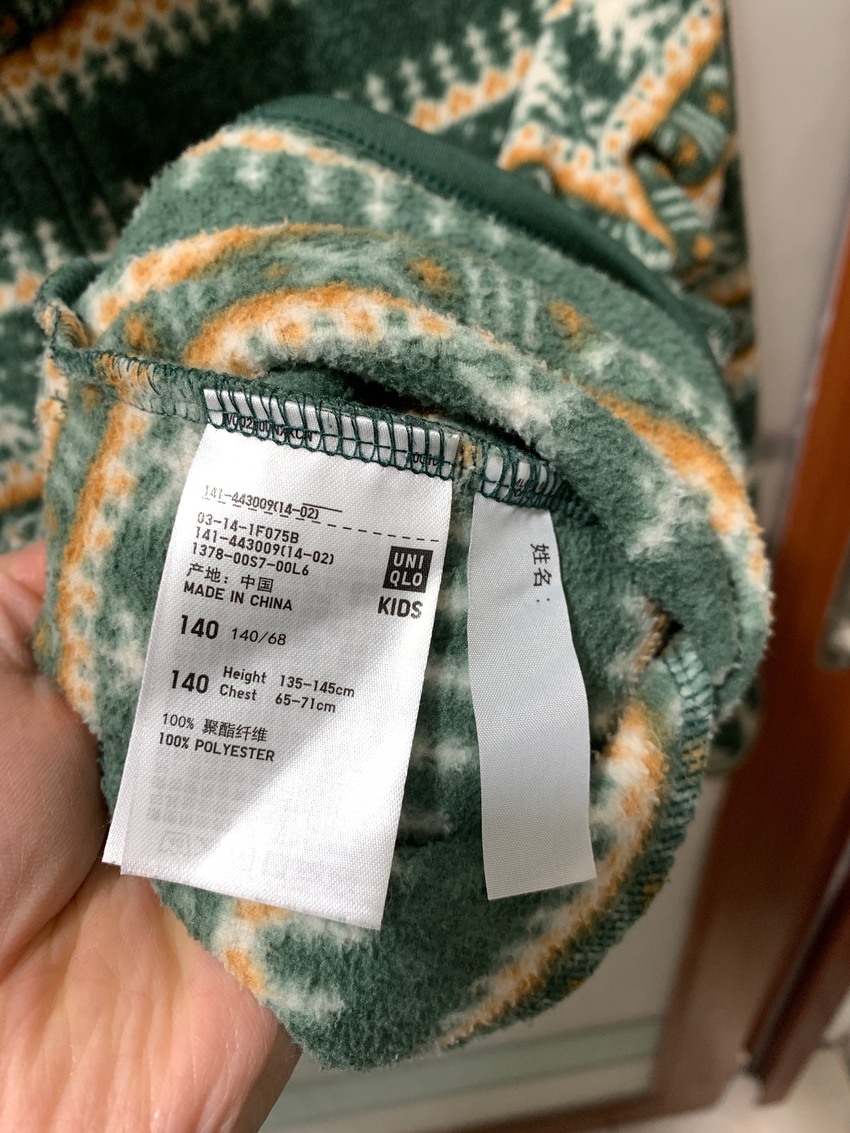 141-443009(14-02)
03-14-1F075B
141-443009(14-02)
1378-00S7-00L6
产地：中国
MADE IN CHINA
UNI
QLO
KIDS
140 140/68
140 Height 135-145cm
Chest 65-71cm
100% 聚酯纤维
100% POLYESTER
姓名：